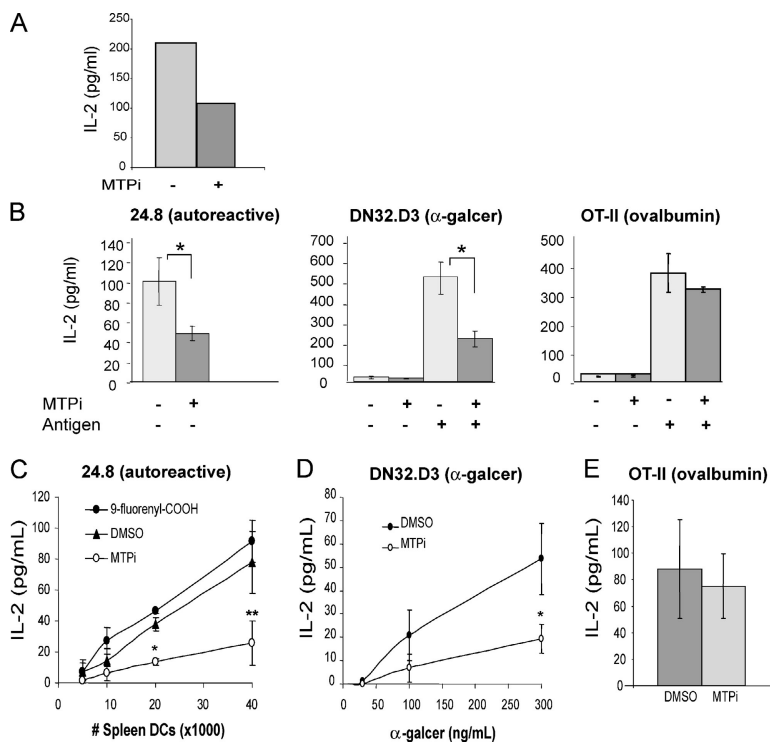 A
IL-2 (pg/ml)
250
200
150
100
50
0
MTPi - +
B
24.8 (autoreactive)
DN32.D3 (α-galcer)
OT-II (ovalbumin)
IL-2 (pg/ml)
140
120
100
80
60
40
20
0
*
700
600
500
400
300
200
100
0
*
500
400
300
200
100
0
MTPi - + - + - + - + - +
Antigen - - - - + + - - + +
C
24.8 (autoreactive)
IL-2 (pg/mL)
120
100
80
60
40
20
0
9-fluorenyl-COOH
DMSO
MTPi
*
**
0 10 20 30 40
# Spleen DCs (x1000)
D
DN32.D3 (α-galcer)
IL-2 (pg/mL)
80
60
40
20
0
DMSO
MTPi
*
0 50 100 150 200 250 300
α-galcer (ng/mL)
E
OT-II (ovalbumin)
IL-2 (pg/mL)
140
120
100
80
60
40
20
0
DMSO MTPi